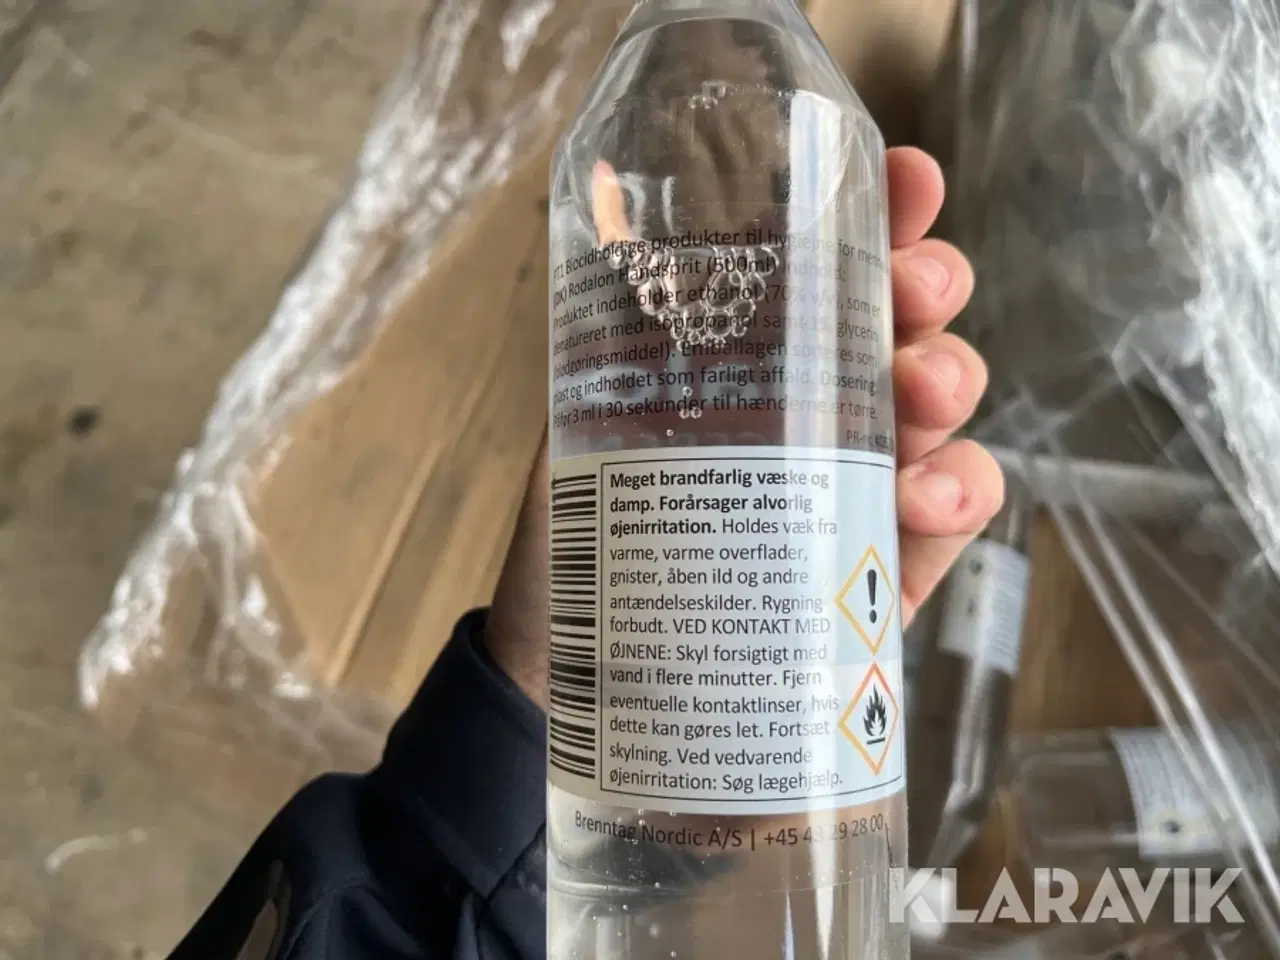 PT1 Biocidholdige produkter til hygiejne for menne
(DK) Rodalon Håndsprit (500ml) Indhold:
Produktet indeholder ethanol (70% v/v), som er
denatureret med isopropanol samt 1% glycerin
(blødgøringsmiddel). Emballagen sorteres som
plast og indholdet som farligt affald. Dosering:
Påfør 3 ml i 30 sekunder til hænderne er tørre.
PR-nr.
Meget brandfarlig væske og
damp. Forårsager alvorlig
øjenirritation. Holdes væk fra
varme, varme overflader,
gnister, åben ild og andre
antændelseskilder. Rygning
forbudt. VED KONTAKT MED
ØJNENE: Skyl forsigtigt med
vand i flere minutter. Fjern
eventuelle kontaktlinser, hvis
dette kan gøres let. Fortsæt
skylning. Ved vedvarende
øjenirritation: Søg lægehjælp.
Brenntag Nordic A/S | +45 43 29 28 00
KLARAVIK